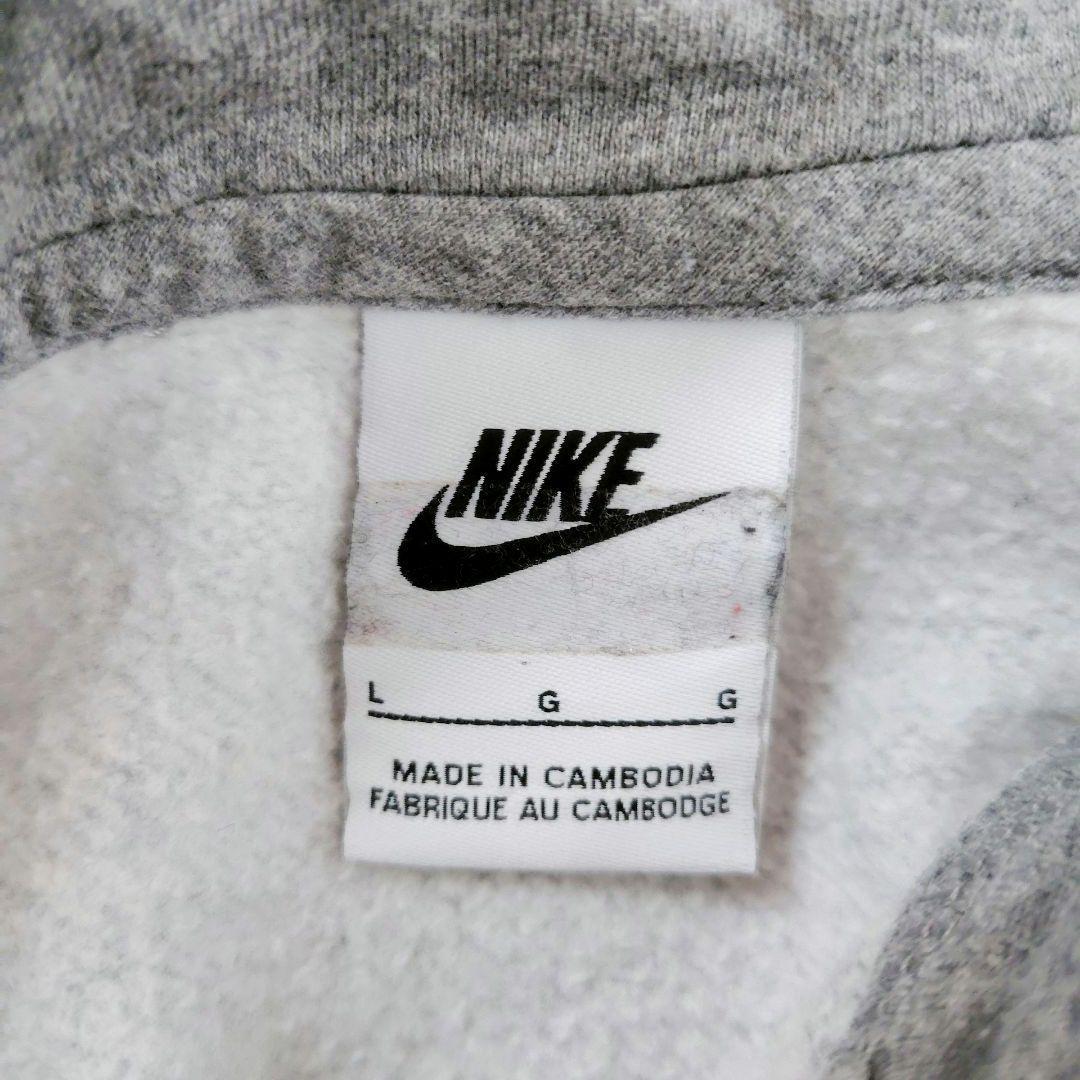 NIKE
L G G
MADE IN CAMBODIA
FABRIQUE AU CAMBODGE